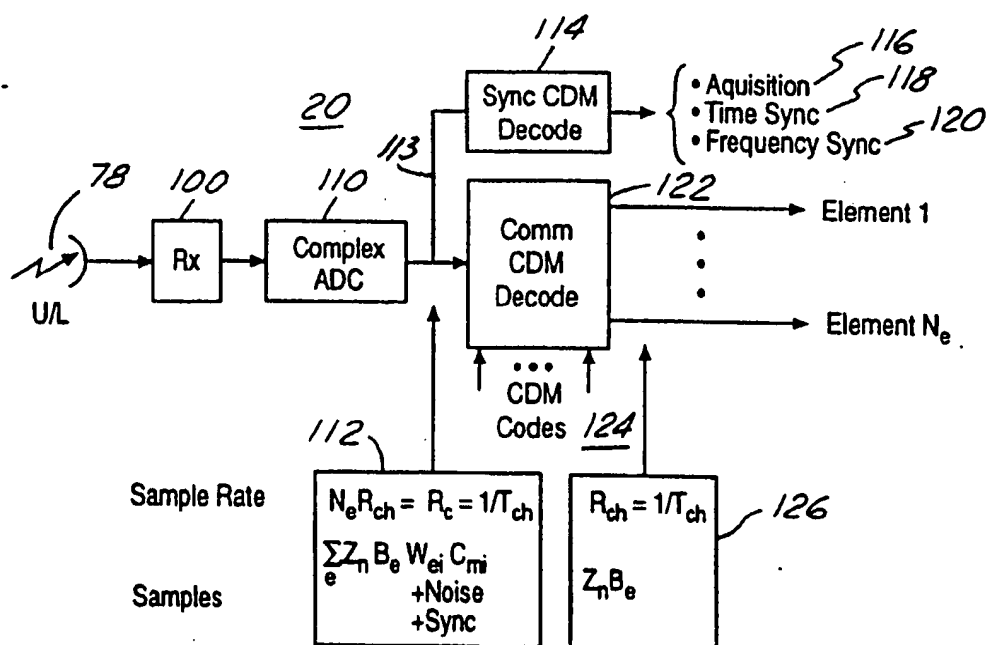 114
116
Sync CDM
Decode
• Aquisition
118
• Time Sync
120
• Frequency Sync
20
113
78
100
110
122
U/L
Rx
Complex
ADC
Comm
CDM
Decode
Element 1
Element Ne
•••
CDM
Codes
124
112
126
Sample Rate
NeRch = Rc = 1/Tch
Rch = 1/Tch
∑e Zn Be Wei Cmi
+Noise
+Sync
ZnBe
Samples